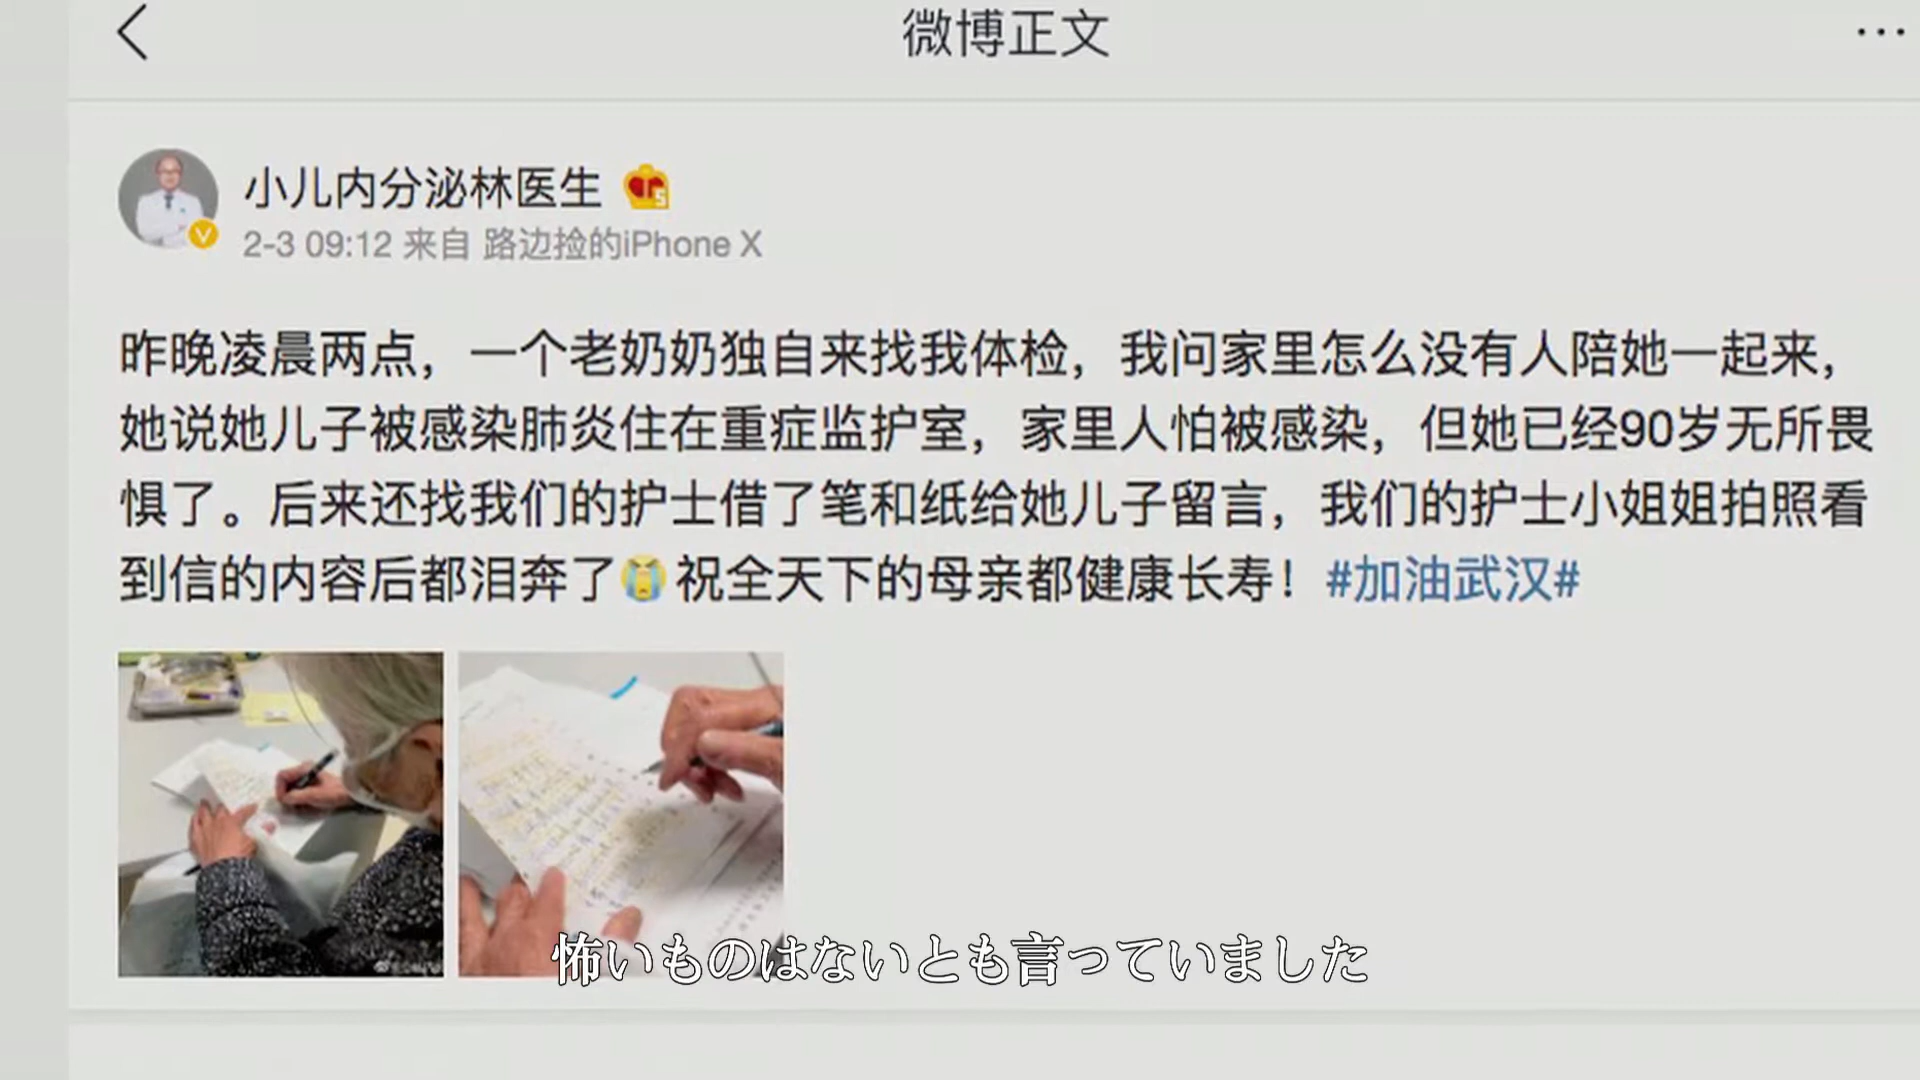 微博正文
小儿内分泌林医生
2-3 09:12 来自 路边捡的iPhone X
昨晚凌晨两点，一个老奶奶独自来找我体检，我问家里怎么没有人陪她一起来，
她说她儿子被感染肺炎住在重症监护室，家里人怕被感染，但她已经90岁无所畏
惧了。后来还找我们的护士借了笔和纸给她儿子留言，我们的护士小姐姐拍照看
到信的内容后都泪奔了😭祝全天下的母亲都健康长寿！#加油武汉#
怖いものはないとも言っていました